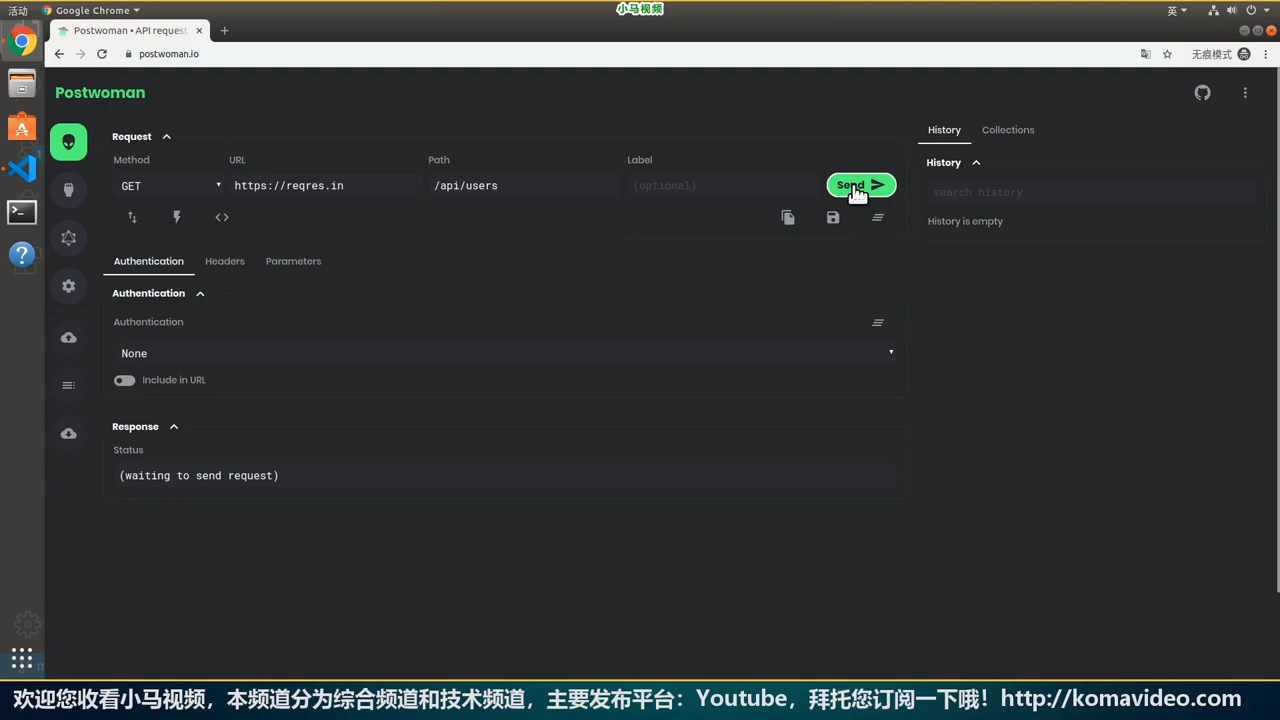 活动
Google Chrome
小马视频
英
Postwoman • API request
postwoman.io
无痕模式
Postwoman
Request
Method
URL
Path
Label
GET
https://reqres.in
/api/users
(optional)
Send
History
Collections
History
search history
History is empty
Authentication
Headers
Parameters
Authentication
Authentication
None
Include in URL
Response
Status
(waiting to send request)
欢迎您收看小马视频，本频道分为综合频道和技术频道，主要发布平台：Youtube，拜托您订阅一下哦！http://komavideo.com